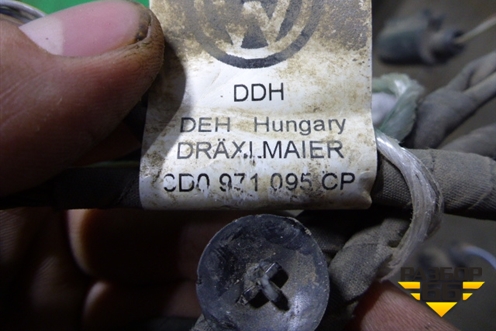 DDH
DEH Hungary
DRÄXLMAIER
3D0 971 095 CP